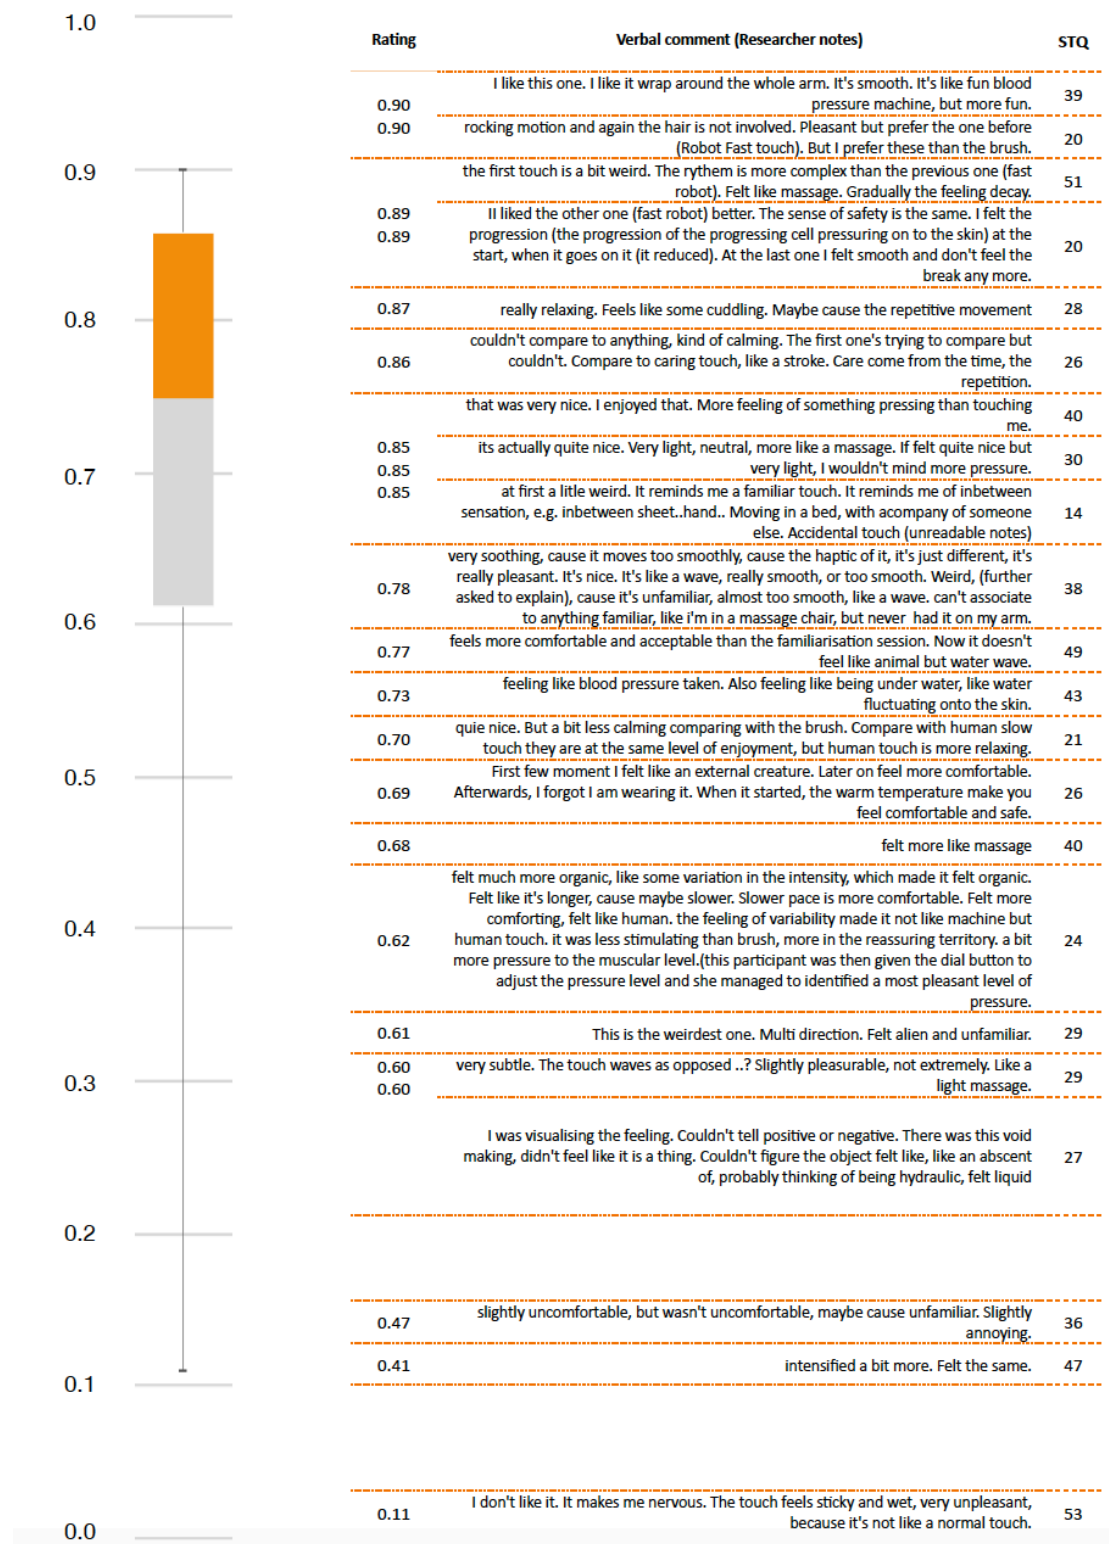 1.0
0.9
0.8
0.7
0.6
0.5
0.4
0.3
0.2
0.1
0.0
Rating Verbal comment (Researcher notes) STQ
I like this one. I like it wrap around the whole arm. It's smooth. It's like fun blood
0.90 pressure machine, but more fun. 39
0.90 rocking motion and again the hair is not involved. Pleasant but prefer the one before
(Robot Fast touch). But I prefer these than the brush. 20
the first touch is a bit weird. The rythem is more complex than the previous one (fast
robot). Felt like massage. Gradually the feeling decay. 51
0.89 II liked the other one (fast robot) better. The sense of safety is the same. I felt the
0.89 progression (the progression of the progressing cell pressuring on to the skin) at the
start, when it goes on it (it reduced). At the last one I felt smooth and don't feel the 20
break any more.
0.87 really relaxing. Feels like some cuddling. Maybe cause the repetitive movement 28
couldn't compare to anything, kind of calming. The first one's trying to compare but
0.86 couldn't. Compare to caring touch, like a stroke. Care come from the time, the 26
repetition.
that was very nice. I enjoyed that. More feeling of something pressing than touching
me. 40
0.85 its actually quite nice. Very light, neutral, more like a massage. If felt quite nice but
0.85 very light, I wouldn't mind more pressure. 30
0.85 at first a litle weird. It reminds me a familiar touch. It reminds me of inbetween
sensation, e.g. inbetween sheet..hand.. Moving in a bed, with acompany of someone 14
else. Accidental touch (unreadable notes)
very soothing, cause it moves too smoothly, cause the haptic of it, it's just different, it's
really pleasant. It's nice. It's like a wave, really smooth, or too smooth. Weird, (further
0.78 asked to explain), cause it's unfamiliar, almost too smooth, like a wave. can't associate 38
to anything familiar, like i'm in a massage chair, but never had it on my arm.
feels more comfortable and acceptable than the familiarisation session. Now it doesn't
0.77 feel like animal but water wave. 49
0.73 feeling like blood pressure taken. Also feeling like being under water, like water 43
fluctuating onto the skin.
0.70 quie nice. But a bit less calming comparing with the brush. Compare with human slow 21
touch they are at the same level of enjoyment, but human touch is more relaxing.
First few moment I felt like an external creature. Later on feel more comfortable.
0.69 Afterwards, I forgot I am wearing it. When it started, the warm temperature make you 26
feel comfortable and safe.
0.68 felt more like massage 40
felt much more organic, like some variation in the intensity, which made it felt organic.
Felt like it's longer, cause maybe slower. Slower pace is more comfortable. Felt more
comforting, felt like human. the feeling of variability made it not like machine but
0.62 human touch. it was less stimulating than brush, more in the reassuring territory. a bit 24
more pressure to the muscular level.(this participant was then given the dial button to
adjust the pressure level and she managed to identified a most pleasant level of
pressure.
0.61 This is the weirdest one. Multi direction. Felt alien and unfamiliar. 29
0.60 very subtle. The touch waves as opposed ..? Slightly pleasurable, not extremely. Like a
0.60 light massage. 29
I was visualising the feeling. Couldn't tell positive or negative. There was this void
making, didn't feel like it is a thing. Couldn't figure the object felt like, like an abscent 27
of, probably thinking of being hydraulic, felt liquid
0.47 slightly uncomfortable, but wasn't uncomfortable, maybe cause unfamiliar. Slightly 36
annoying.
0.41 intensified a bit more. Felt the same. 47
0.11 I don't like it. It makes me nervous. The touch feels sticky and wet, very unpleasant, 53
because it's not like a normal touch.